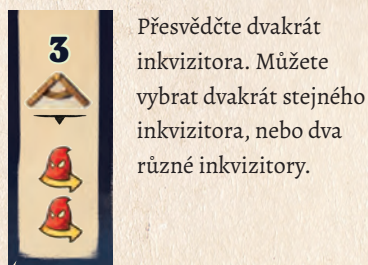 3
Přesvědčte dvakrát
inkvizitora. Můžete
vybrat dvakrát stejného
inkvizitora, nebo dva
různé inkvizitory.